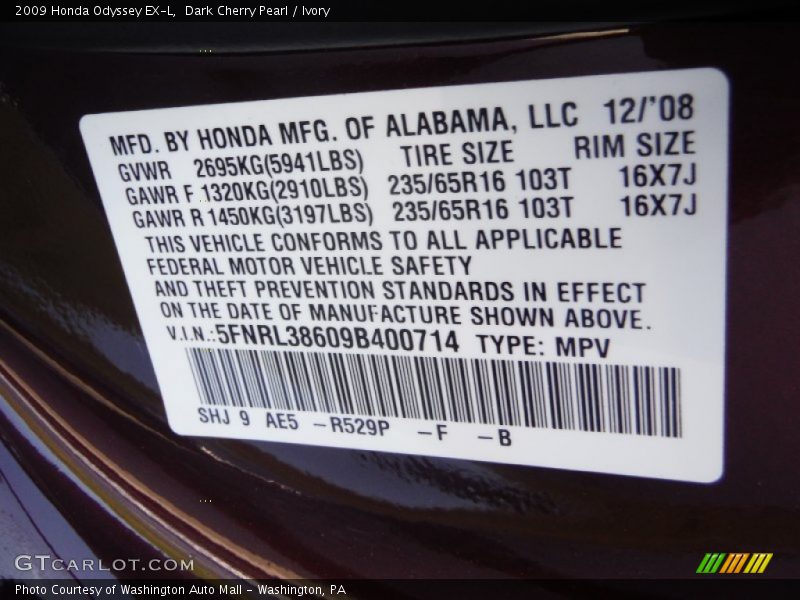 2009 Honda Odyssey EX-L, Dark Cherry Pearl / Ivory
MFD. BY HONDA MFG. OF ALABAMA, LLC 12/'08
GVWR 2695KG(5941LBS) TIRE SIZE RIM SIZE
GAWR F 1320KG(2910LBS) 235/65R16 103T 16X7J
GAWR R 1450KG(3197LBS) 235/65R16 103T 16X7J
THIS VEHICLE CONFORMS TO ALL APPLICABLE
FEDERAL MOTOR VEHICLE SAFETY
AND THEFT PREVENTION STANDARDS IN EFFECT
ON THE DATE OF MANUFACTURE SHOWN ABOVE.
V.I.N.:5FNRL38609B400714 TYPE: MPV
SHJ 9 AE5 -R529P -F -B
GTCARLOT.COM
Photo Courtesy of Washington Auto Mall - Washington, PA